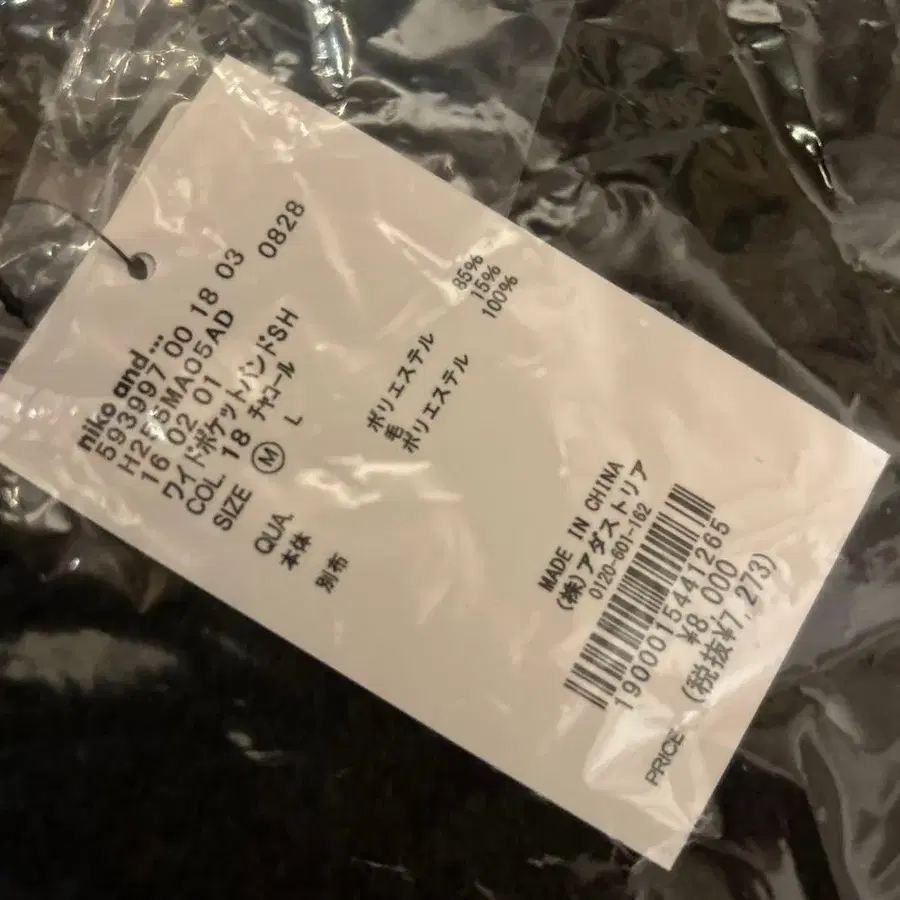 niko and ...
593997 00 18 03 0828
H25SMA05AD
16 02 01
ワイドポケットバンドSH
COL. 18 チャコール
SIZE M L
QUA.
本体 ポリエステル 85%
毛 15%
別布 ポリエステル 100%
MADE IN CHINA
(株)アダストリア
0120-601-162
1900015441265
PRICE ¥8,000
(税抜¥7,273)